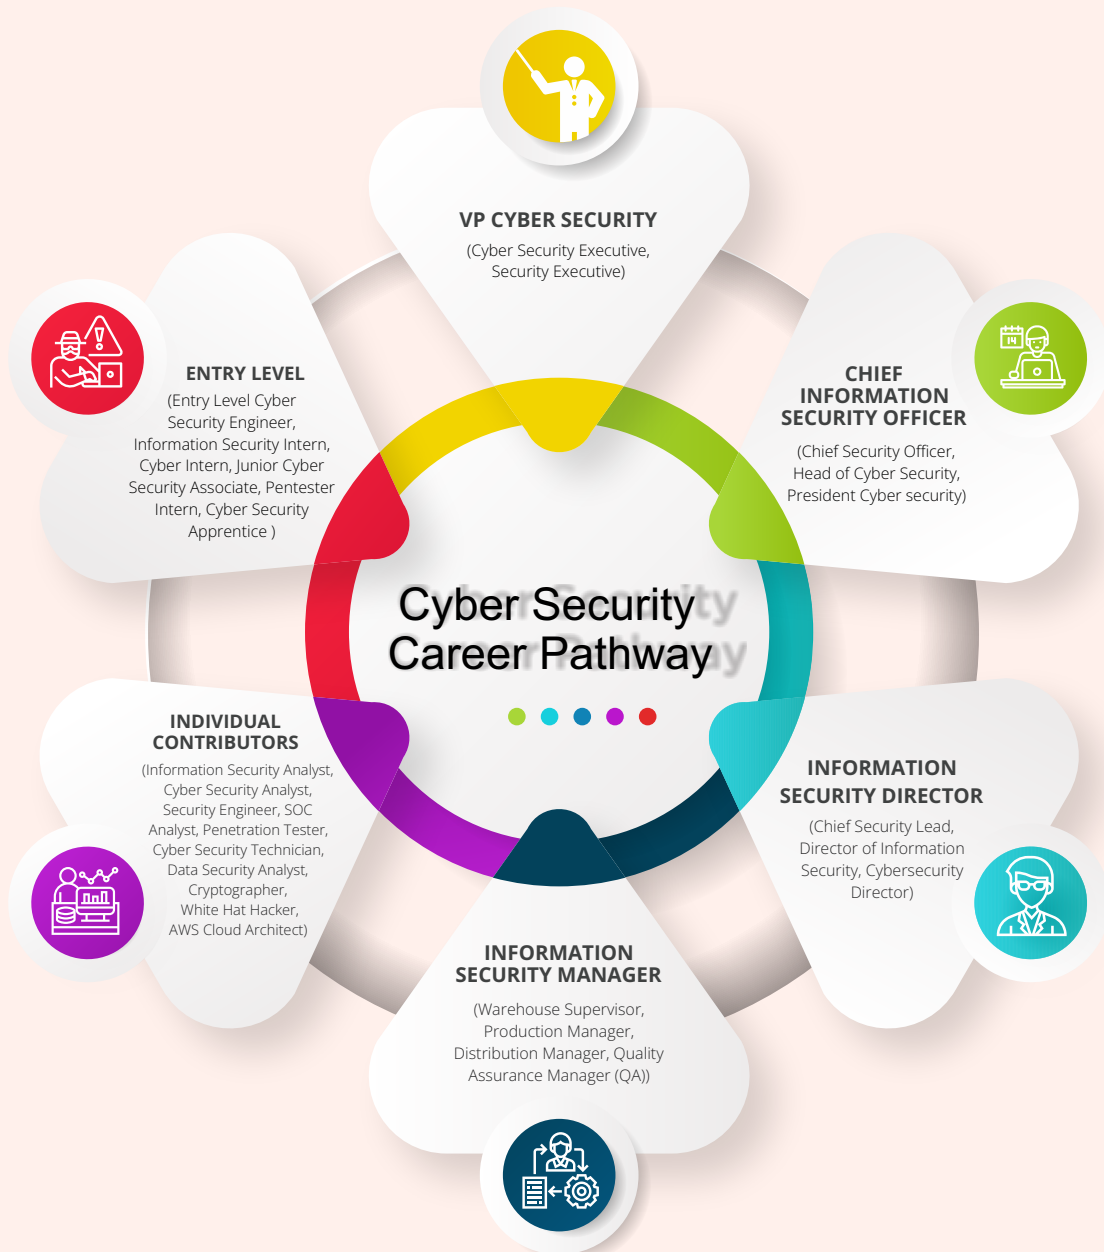 VP CYBER SECURITY
(Cyber Security Executive,
Security Executive)
ENTRY LEVEL
(Entry Level Cyber
Security Engineer,
Information Security Intern,
Cyber Intern, Junior Cyber
Security Associate, Pentester
Intern, Cyber Security
Apprentice )
CHIEF
INFORMATION
SECURITY OFFICER
(Chief Security Officer,
Head of Cyber Security,
President Cyber security)
14
Cyber Security
Career Pathway
INDIVIDUAL
CONTRIBUTORS
(Information Security Analyst,
Cyber Security Analyst,
Security Engineer, SOC
Analyst, Penetration Tester,
Cyber Security Technician,
Data Security Analyst,
Cryptographer,
White Hat Hacker,
AWS Cloud Architect)
INFORMATION
SECURITY DIRECTOR
(Chief Security Lead,
Director of Information
Security, Cybersecurity
Director)
INFORMATION
SECURITY MANAGER
(Warehouse Supervisor,
Production Manager,
Distribution Manager, Quality
Assurance Manager (QA))